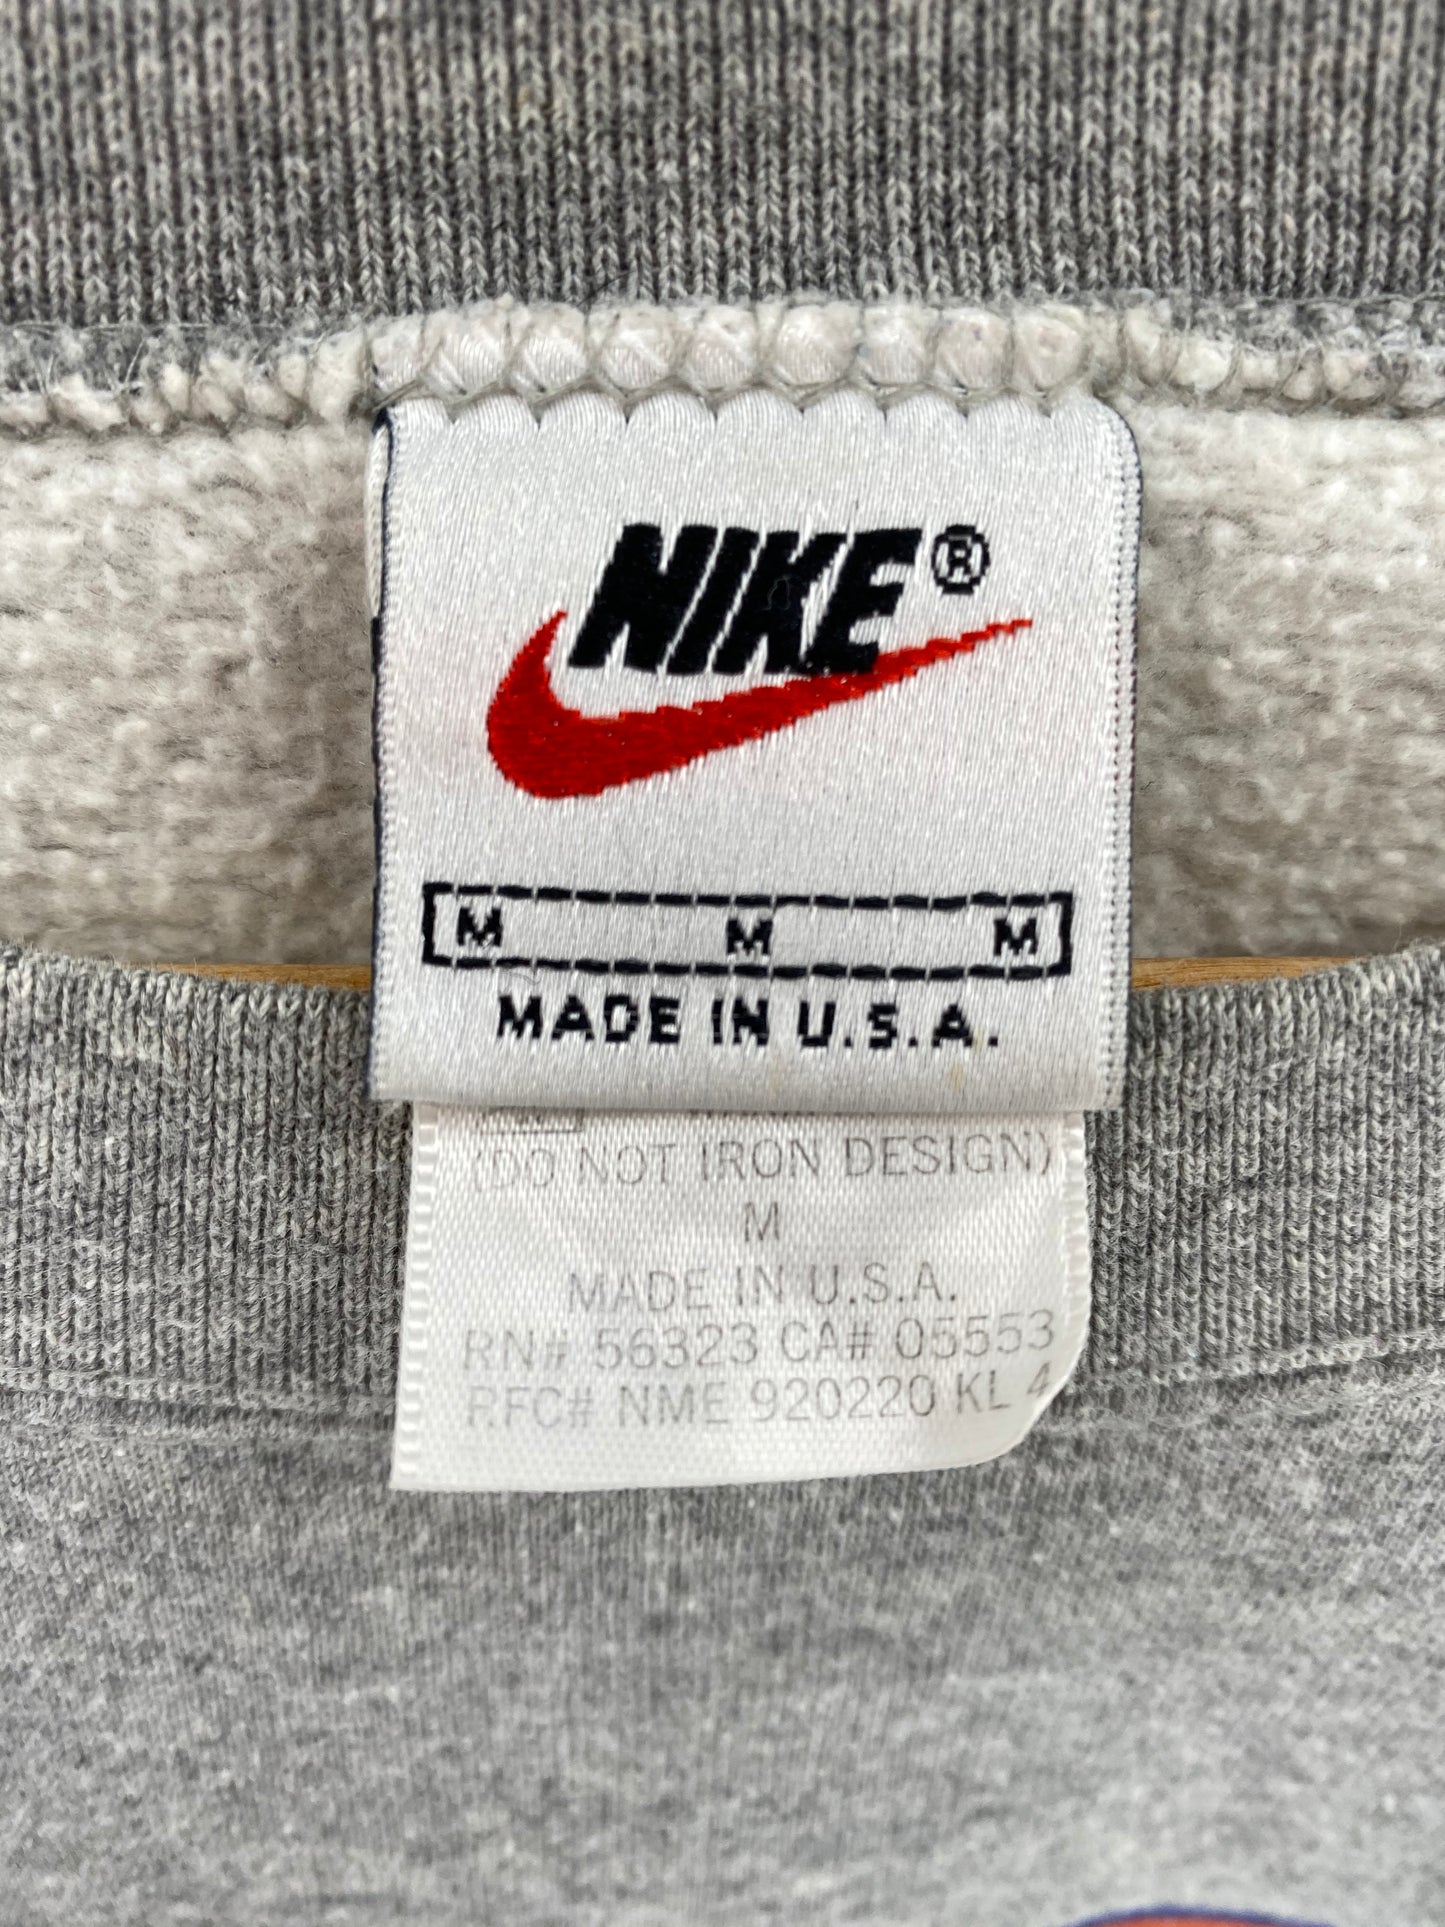 NIKE®
M M M
MADE IN U.S.A.
(DO NOT IRON DESIGN)
M
MADE IN U.S.A.
RN# 56323 CA# 05553
RFC# NME 920220 KL 4